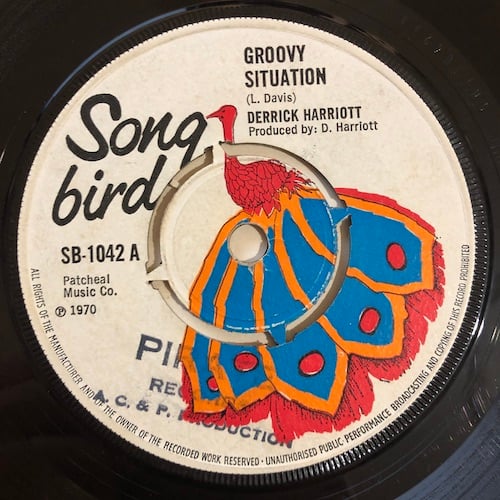 GROOVY
SITUATION
(L. Davis)
DERRICK HARRIOTT
Produced by: D. Harriott
Song
bird
SB-1042 A
Patcheal
Music Co.
℗ 1970
A. C. & P. PRODUCTION
ALL RIGHTS OF THE MANUFACTURER AND OF THE OWNER OF THE RECORDED WORK RESERVED · UNAUTHORISED PUBLIC PERFORMANCE BROADCASTING AND COPYING OF THIS RECORD PROHIBITED